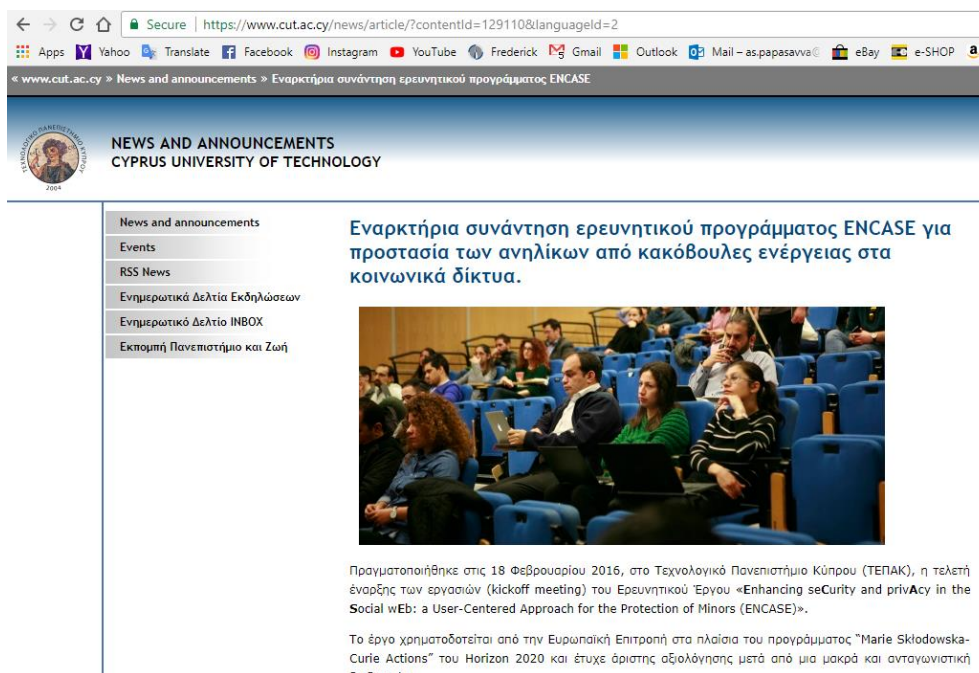 Secure | https://www.cut.ac.cy/news/article/?contentId=129110&languageId=2
Apps Yahoo Translate Facebook Instagram YouTube Frederick Gmail Outlook Mail – as.papasavva@ eBay e-SHOP
« www.cut.ac.cy » News and announcements » Εναρκτήρια συνάντηση ερευνητικού προγράμματος ENCASE
ΤΕΧΝΟΛΟΓΙΚΟ ΠΑΝΕΠΙΣΤΗΜΙΟ ΚΥΠΡΟΥ
2004
NEWS AND ANNOUNCEMENTS
CYPRUS UNIVERSITY OF TECHNOLOGY
News and announcements
Events
RSS News
Ενημερωτικά Δελτία Εκδηλώσεων
Ενημερωτικό Δελτίο INBOX
Εκπομπή Πανεπιστήμιο και Ζωή
Εναρκτήρια συνάντηση ερευνητικού προγράμματος ENCASE για
προστασία των ανηλίκων από κακόβουλες ενέργειας στα
κοινωνικά δίκτυα.
Πραγματοποιήθηκε στις 18 Φεβρουαρίου 2016, στο Τεχνολογικό Πανεπιστήμιο Κύπρου (ΤΕΠΑΚ), η τελετή
έναρξης των εργασιών (kickoff meeting) του Ερευνητικού Έργου «Enhancing seCurity and privAcy in the
Social wEb: a User-Centered Approach for the Protection of Minors (ENCASE)».
Το έργο χρηματοδοτείται από την Ευρωπαϊκή Επιτροπή στα πλαίσια του προγράμματος "Marie Skłodowska-
Curie Actions" του Horizon 2020 και έτυχε άριστης αξιολόγησης μετά από μια μακρά και ανταγωνιστική